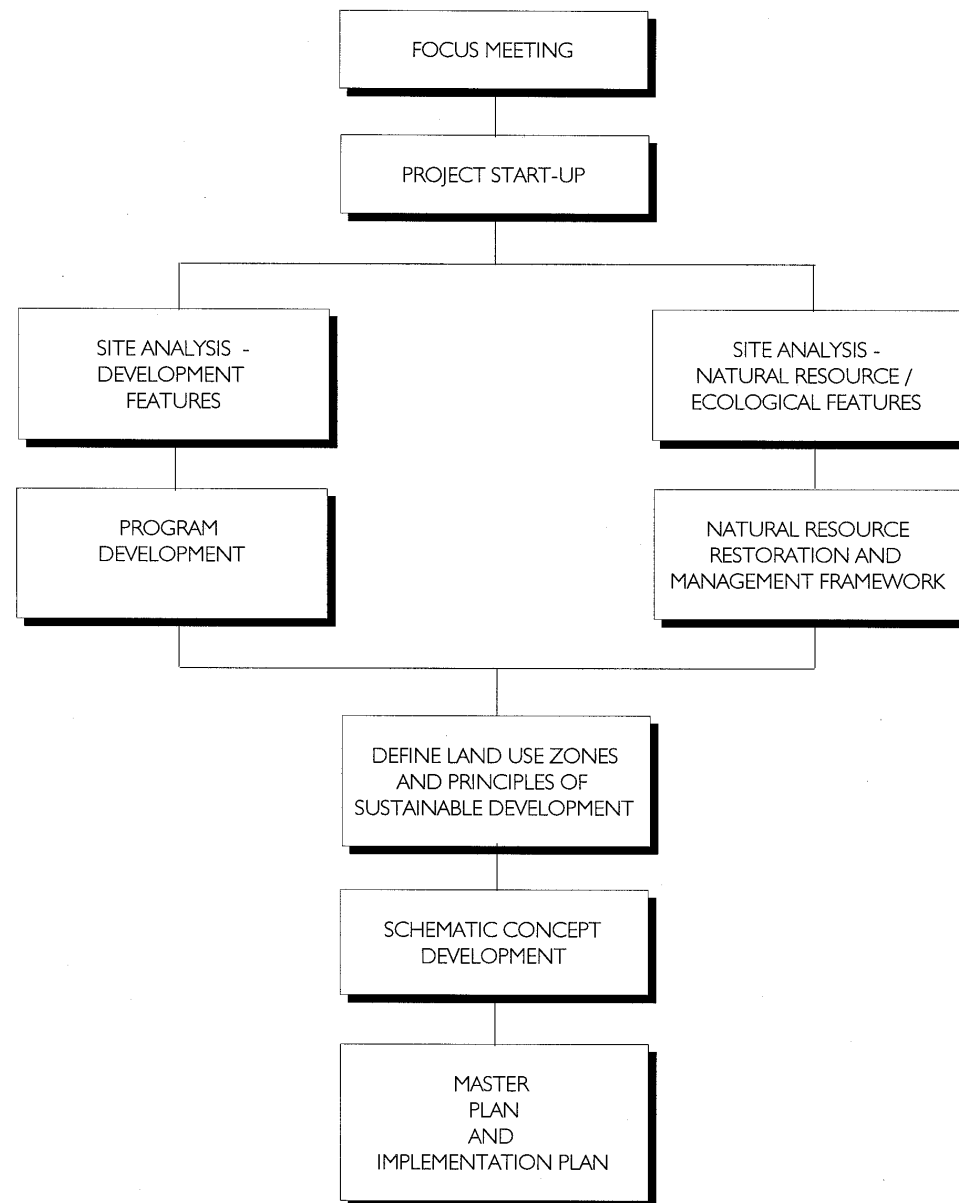 FOCUS MEETING
PROJECT START-UP
SITE ANALYSIS -
DEVELOPMENT
FEATURES
SITE ANALYSIS -
NATURAL RESOURCE /
ECOLOGICAL FEATURES
PROGRAM
DEVELOPMENT
NATURAL RESOURCE
RESTORATION AND
MANAGEMENT FRAMEWORK
DEFINE LAND USE ZONES
AND PRINCIPLES OF
SUSTAINABLE DEVELOPMENT
SCHEMATIC CONCEPT
DEVELOPMENT
MASTER
PLAN
AND
IMPLEMENTATION PLAN